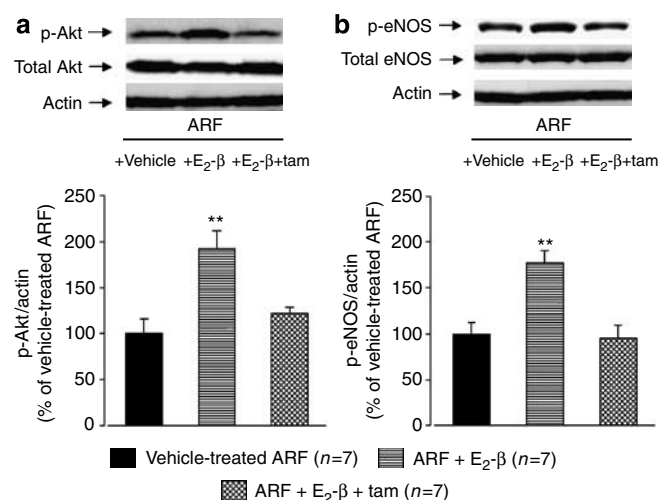 a
p-Akt
Total Akt
Actin
ARF
+Vehicle +E₂-β +E₂-β+tam
**
250
200
150
100
50
0
p-Akt/actin
(% of vehicle-treated ARF)
b
p-eNOS
Total eNOS
Actin
ARF
+Vehicle +E₂-β +E₂-β+tam
**
250
200
150
100
50
0
p-eNOS/actin
(% of vehicle-treated ARF)
Vehicle-treated ARF (n=7)
ARF + E₂-β (n=7)
ARF + E₂-β + tam (n=7)